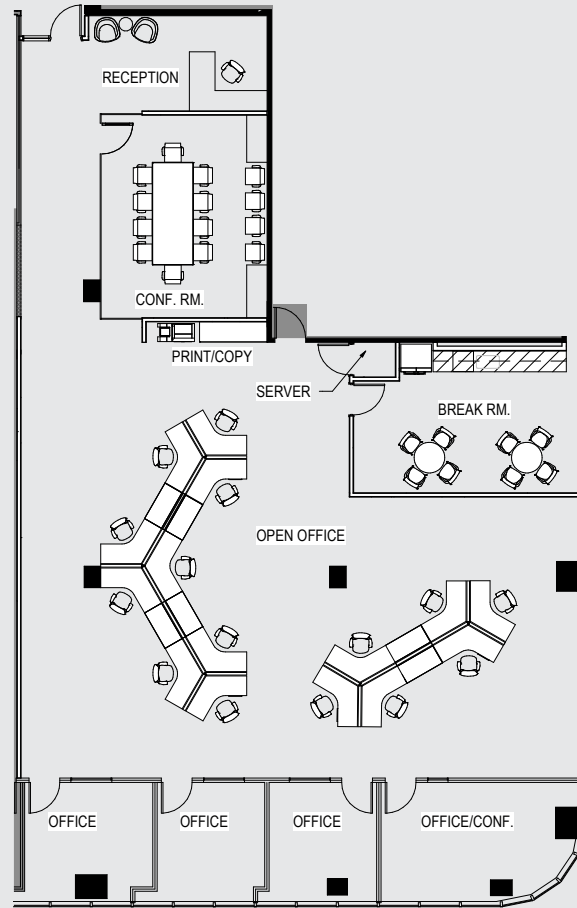 RECEPTION
CONF. RM.
PRINT/COPY
SERVER
BREAK RM.
OPEN OFFICE
OFFICE
OFFICE
OFFICE
OFFICE/CONF.